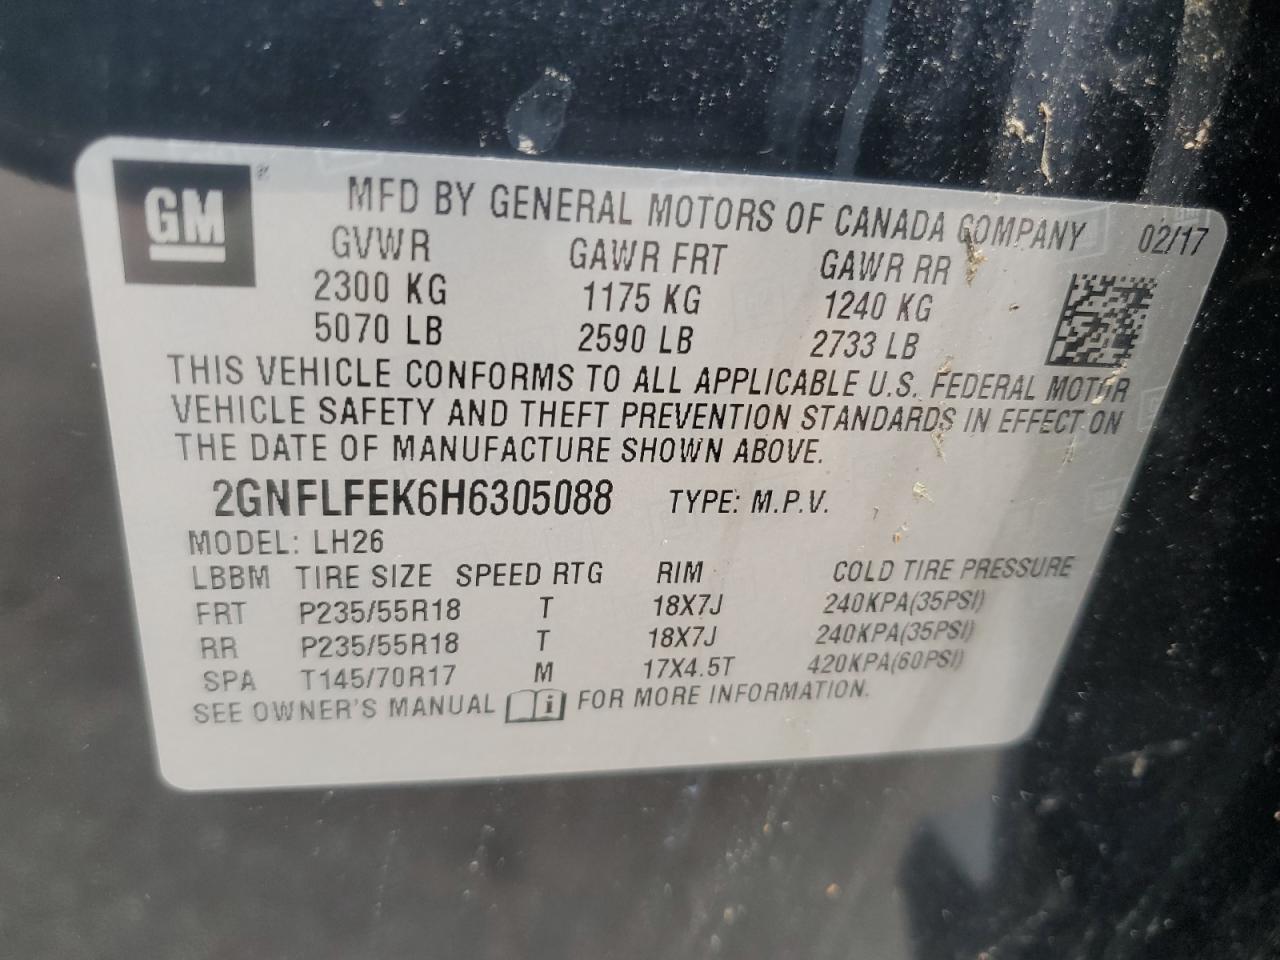 GM ® MFD BY GENERAL MOTORS OF CANADA COMPANY 02/17
GVWR GAWR FRT GAWR RR
2300 KG 1175 KG 1240 KG
5070 LB 2590 LB 2733 LB
THIS VEHICLE CONFORMS TO ALL APPLICABLE U.S. FEDERAL MOTOR
VEHICLE SAFETY AND THEFT PREVENTION STANDARDS IN EFFECT ON
THE DATE OF MANUFACTURE SHOWN ABOVE.
2GNFLFEK6H6305088 TYPE: M.P.V.
MODEL: LH26
LBBM TIRE SIZE SPEED RTG RIM COLD TIRE PRESSURE
FRT P235/55R18 T 18X7J 240KPA(35PSI)
RR P235/55R18 T 18X7J 240KPA(35PSI)
SPA T145/70R17 M 17X4.5T 420KPA(60PSI)
SEE OWNER'S MANUAL i FOR MORE INFORMATION.